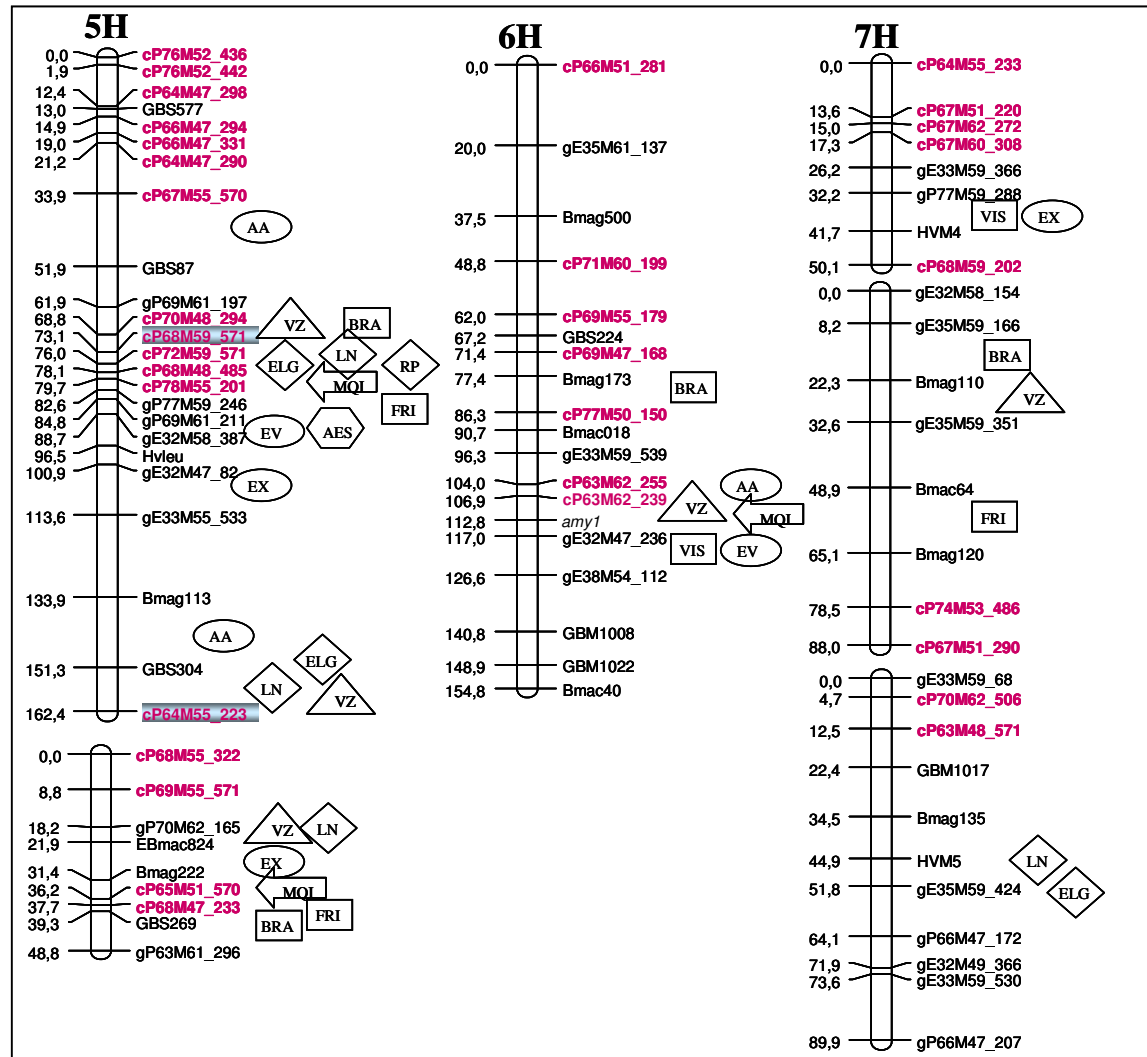 5H
0,0 cP76M52_436
1,9 cP76M52_442
12,4 cP64M47_298
13,0 GBS577
14,9 cP66M47_294
19,0 cP66M47_331
21,2 cP64M47_290
33,9 cP67M55_570
AA
51,9 GBS87
61,9 gP69M61_197
68,8 cP70M48_294
VZ BRA
73,1 cP68M59_571
76,0 cP72M59_571
LN
ELG RP
78,1 cP68M48_485
79,7 cP78M55_201
MQI
82,6 gP77M59_246
FRI
84,8 gP69M61_211
88,7 gE32M58_387
EV AES
96,5 Hvleu
100,9 gE32M47_82
EX
113,6 gE33M55_533
133,9 Bmag113
AA
151,3 GBS304
ELG
LN VZ
162,4 cP64M55_223
0,0 cP68M55_322
8,8 cP69M55_571
18,2 gP70M62_165
VZ LN
21,9 EBmac824
EX
31,4 Bmag222
36,2 cP65M51_570
MQI
37,7 cP68M47_233
FRI
39,3 GBS269
BRA
48,8 gP63M61_296
6H
0,0 cP66M51_281
20,0 gE35M61_137
37,5 Bmag500
48,8 cP71M60_199
62,0 cP69M55_179
67,2 GBS224
71,4 cP69M47_168
77,4 Bmag173
BRA
86,3 cP77M50_150
90,7 Bmac018
96,3 gE33M59_539
104,0 cP63M62_255
AA
106,9 cP63M62_239
VZ MQI
112,8 amy1
117,0 gE32M47_236
VIS EV
126,6 gE38M54_112
140,8 GBM1008
148,9 GBM1022
154,8 Bmac40
7H
0,0 cP64M55_233
13,6 cP67M51_220
15,0 cP67M62_272
17,3 cP67M60_308
26,2 gE33M59_366
32,2 gP77M59_288
VIS EX
41,7 HVM4
50,1 cP68M59_202
0,0 gE32M58_154
8,2 gE35M59_166
BRA
22,3 Bmag110
VZ
32,6 gE35M59_351
48,9 Bmac64
FRI
65,1 Bmag120
78,5 cP74M53_486
88,0 cP67M51_290
0,0 gE33M59_68
4,7 cP70M62_506
12,5 cP63M48_571
22,4 GBM1017
34,5 Bmag135
44,9 HVM5
LN
51,8 gE35M59_424
ELG
64,1 gP66M47_172
71,9 gE32M49_366
73,6 gE33M59_530
89,9 gP66M47_207